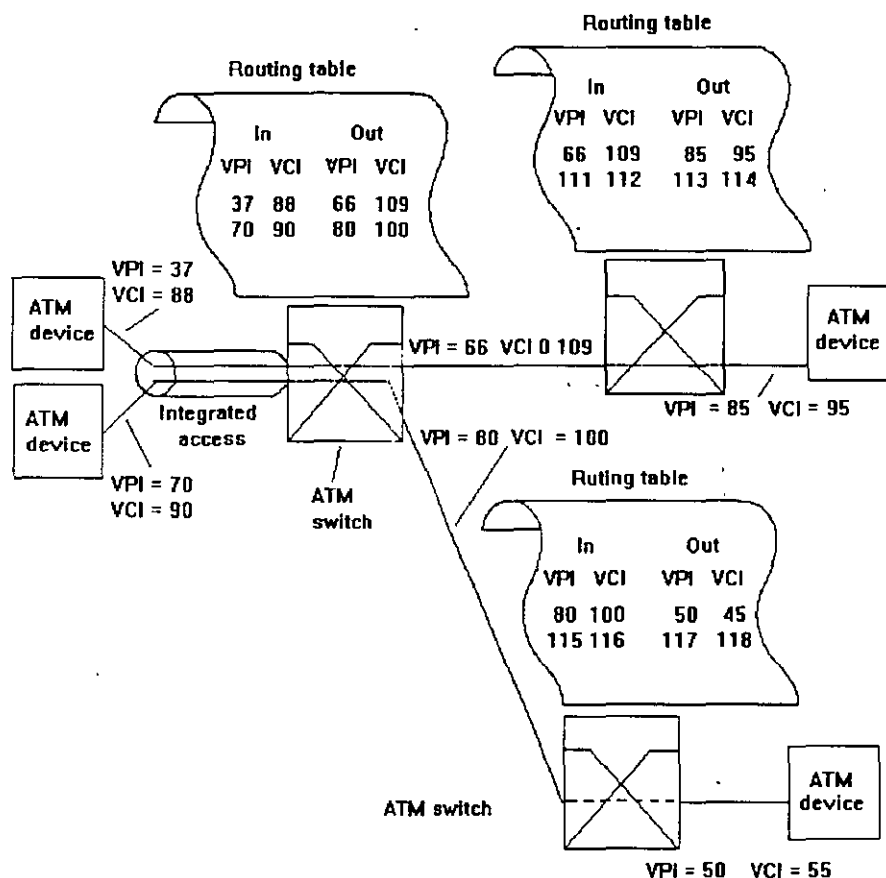 Routing table
In Out
VPI VCI VPI VCI
66 109 85 95
111 112 113 114
Routing table
In Out
VPI VCI VPI VCI
37 88 66 109
70 90 80 100
VPI = 37
VCI = 88
ATM
device
ATM
device
VPI = 70
VCI = 90
Integrated
access
ATM
switch
VPI = 66 VCI 0 109
ATM
device
VPI = 85 VCI = 95
VPI = 80 VCI = 100
Ruting table
In Out
VPI VCI VPI VCI
80 100 50 45
115 116 117 118
ATM switch
ATM
device
VPI = 50 VCI = 55